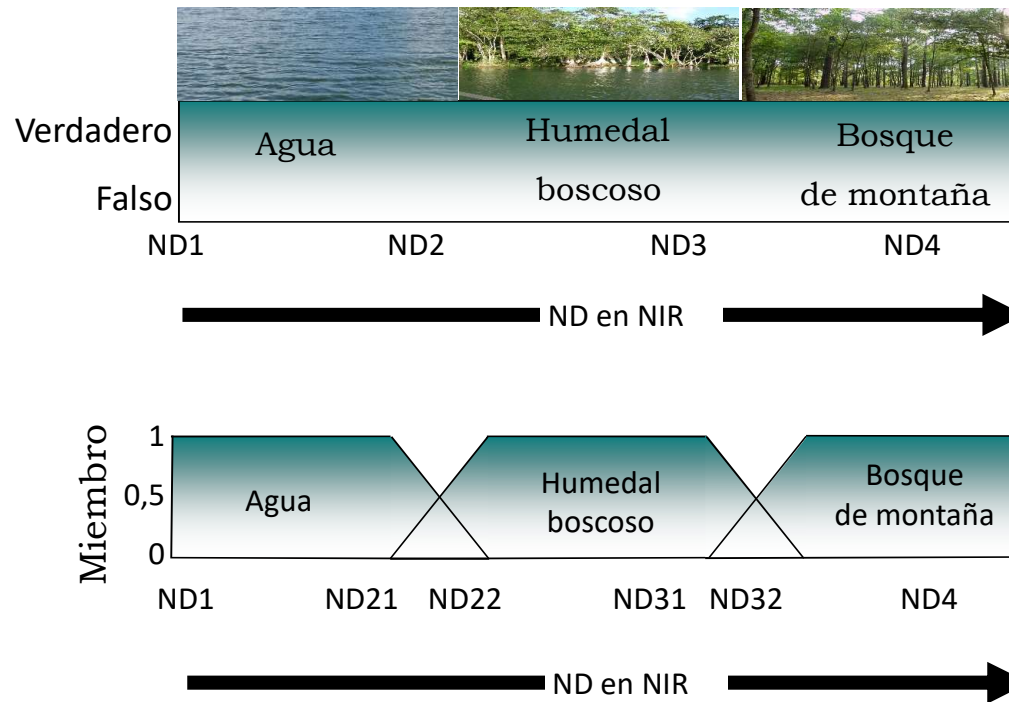 Verdadero
Agua
Humedal
boscoso
Bosque
de montaña
Falso
ND1
ND2
ND3
ND4
ND en NIR
Miembro
1
0,5
0
Agua
Humedal
boscoso
Bosque
de montaña
ND1
ND21
ND22
ND31
ND32
ND4
ND en NIR